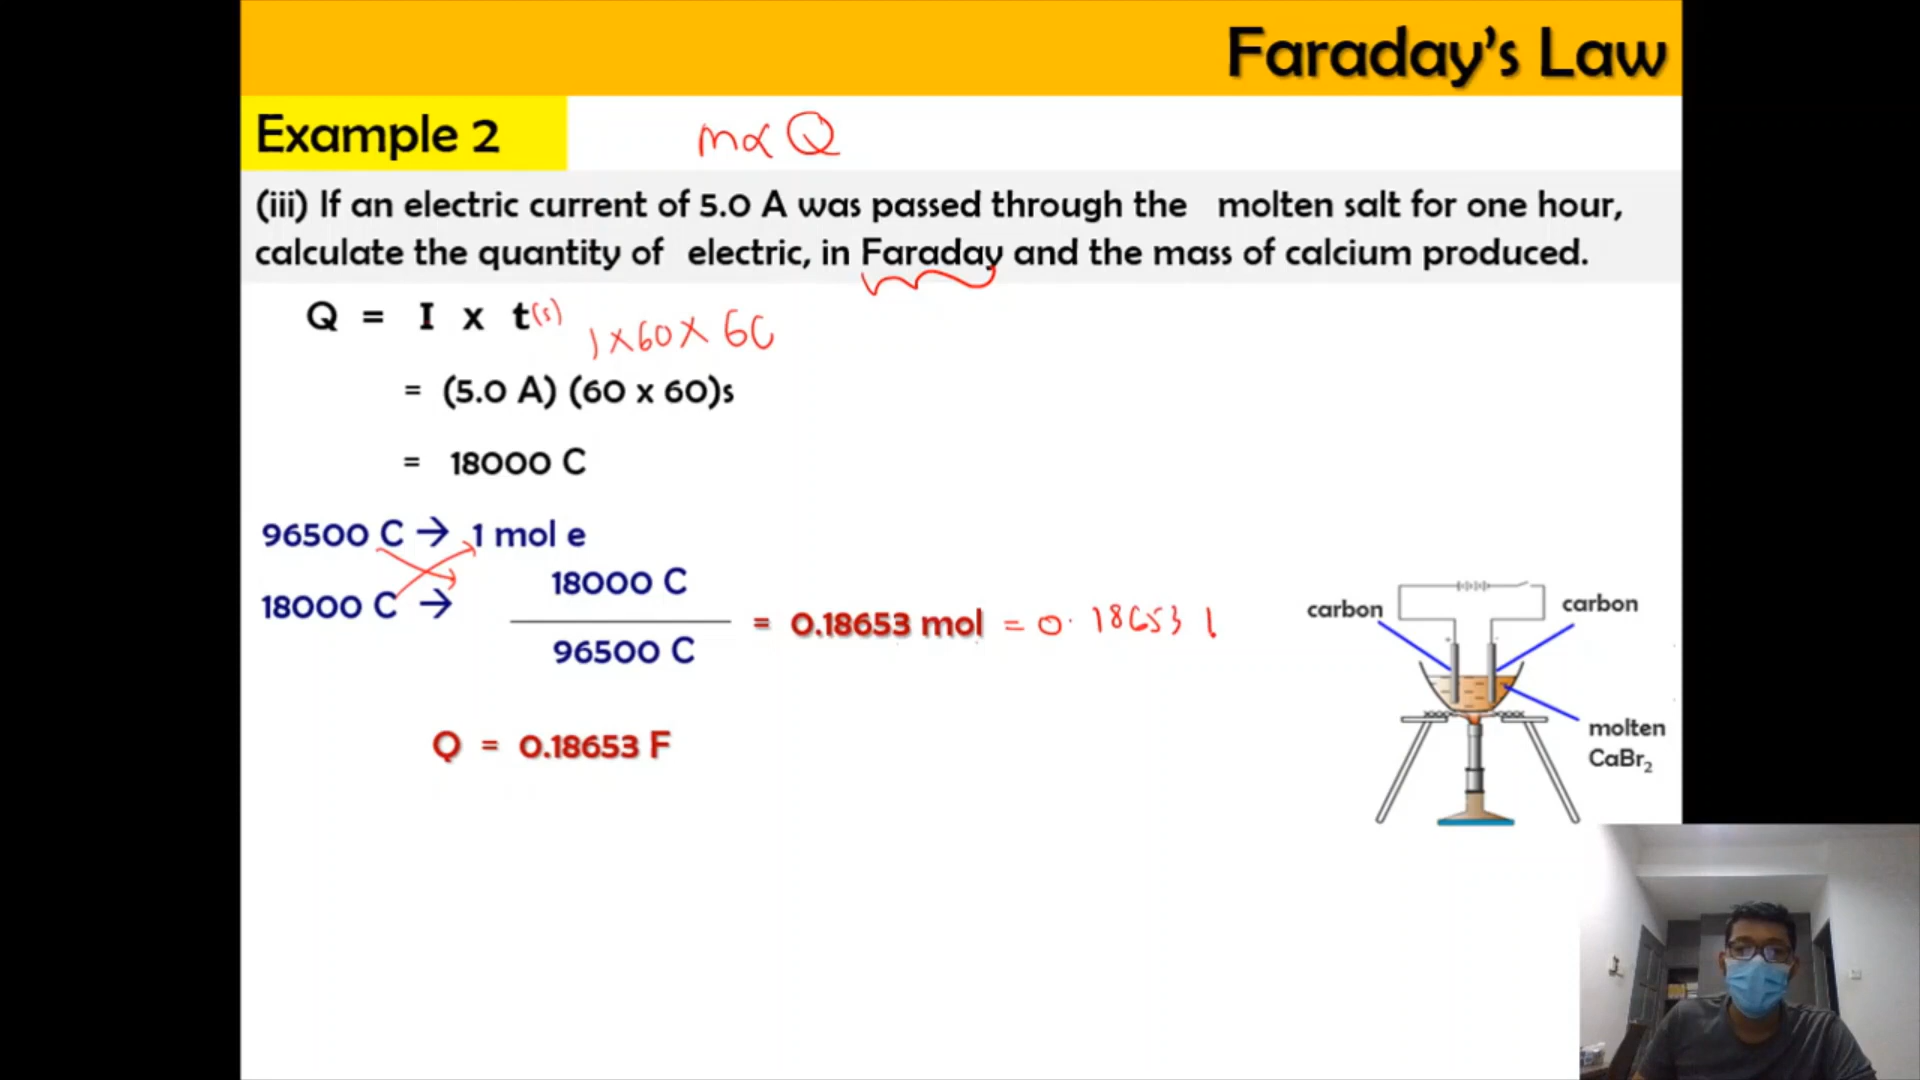 Faraday's Law
Example 2
m∝ Q
(iii) If an electric current of 5.0 A was passed through the molten salt for one hour,
calculate the quantity of electric, in Faraday and the mass of calcium produced.
Q = I x t(s)
1×60×60
= (5.0 A) (60 x 60)s
= 18000 C
96500 C → 1 mol e
18000 C →
18000 C
96500 C
= 0.18653 mol = 0.18653
Q = 0.18653 F
carbon
carbon
molten
CaBr₂